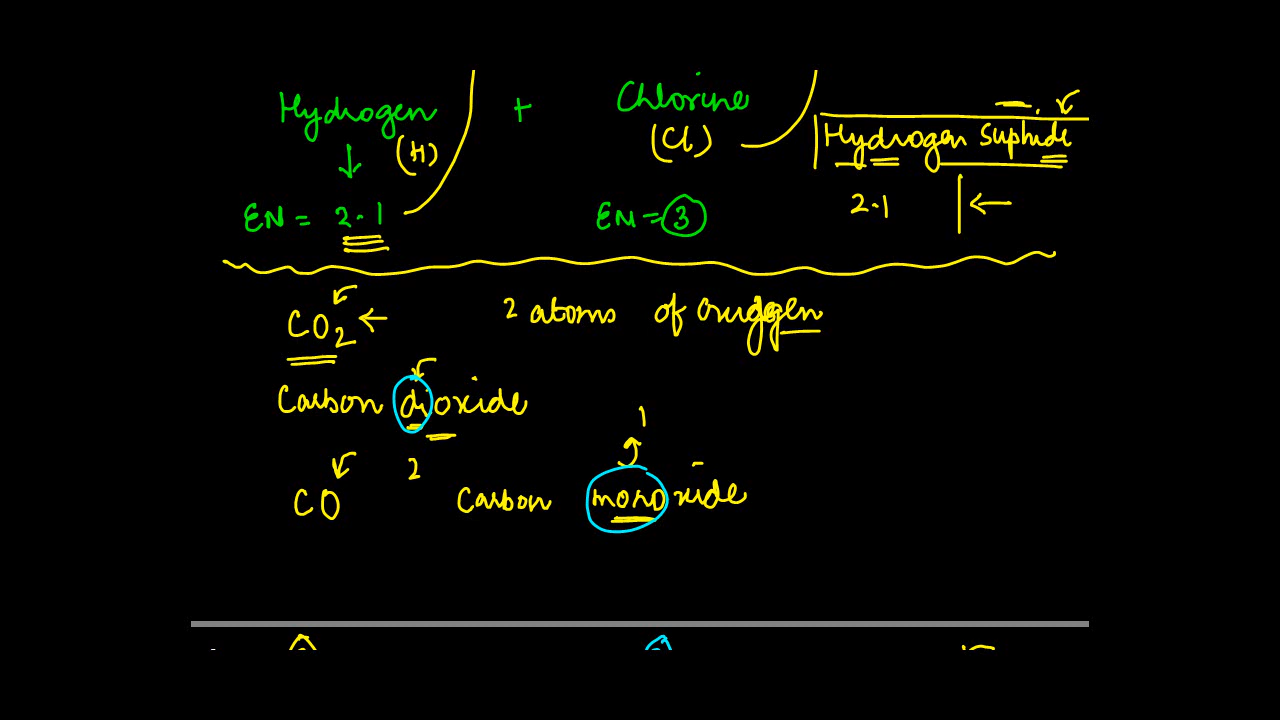 Hydrogen + Chlorine
(H) (Cl) Hydrogen Suphide
EN = 2.1 EN = 3 2.1
CO2 2 atoms of oxygen
Carbon dioxide
1
2
CO Carbon monoxide